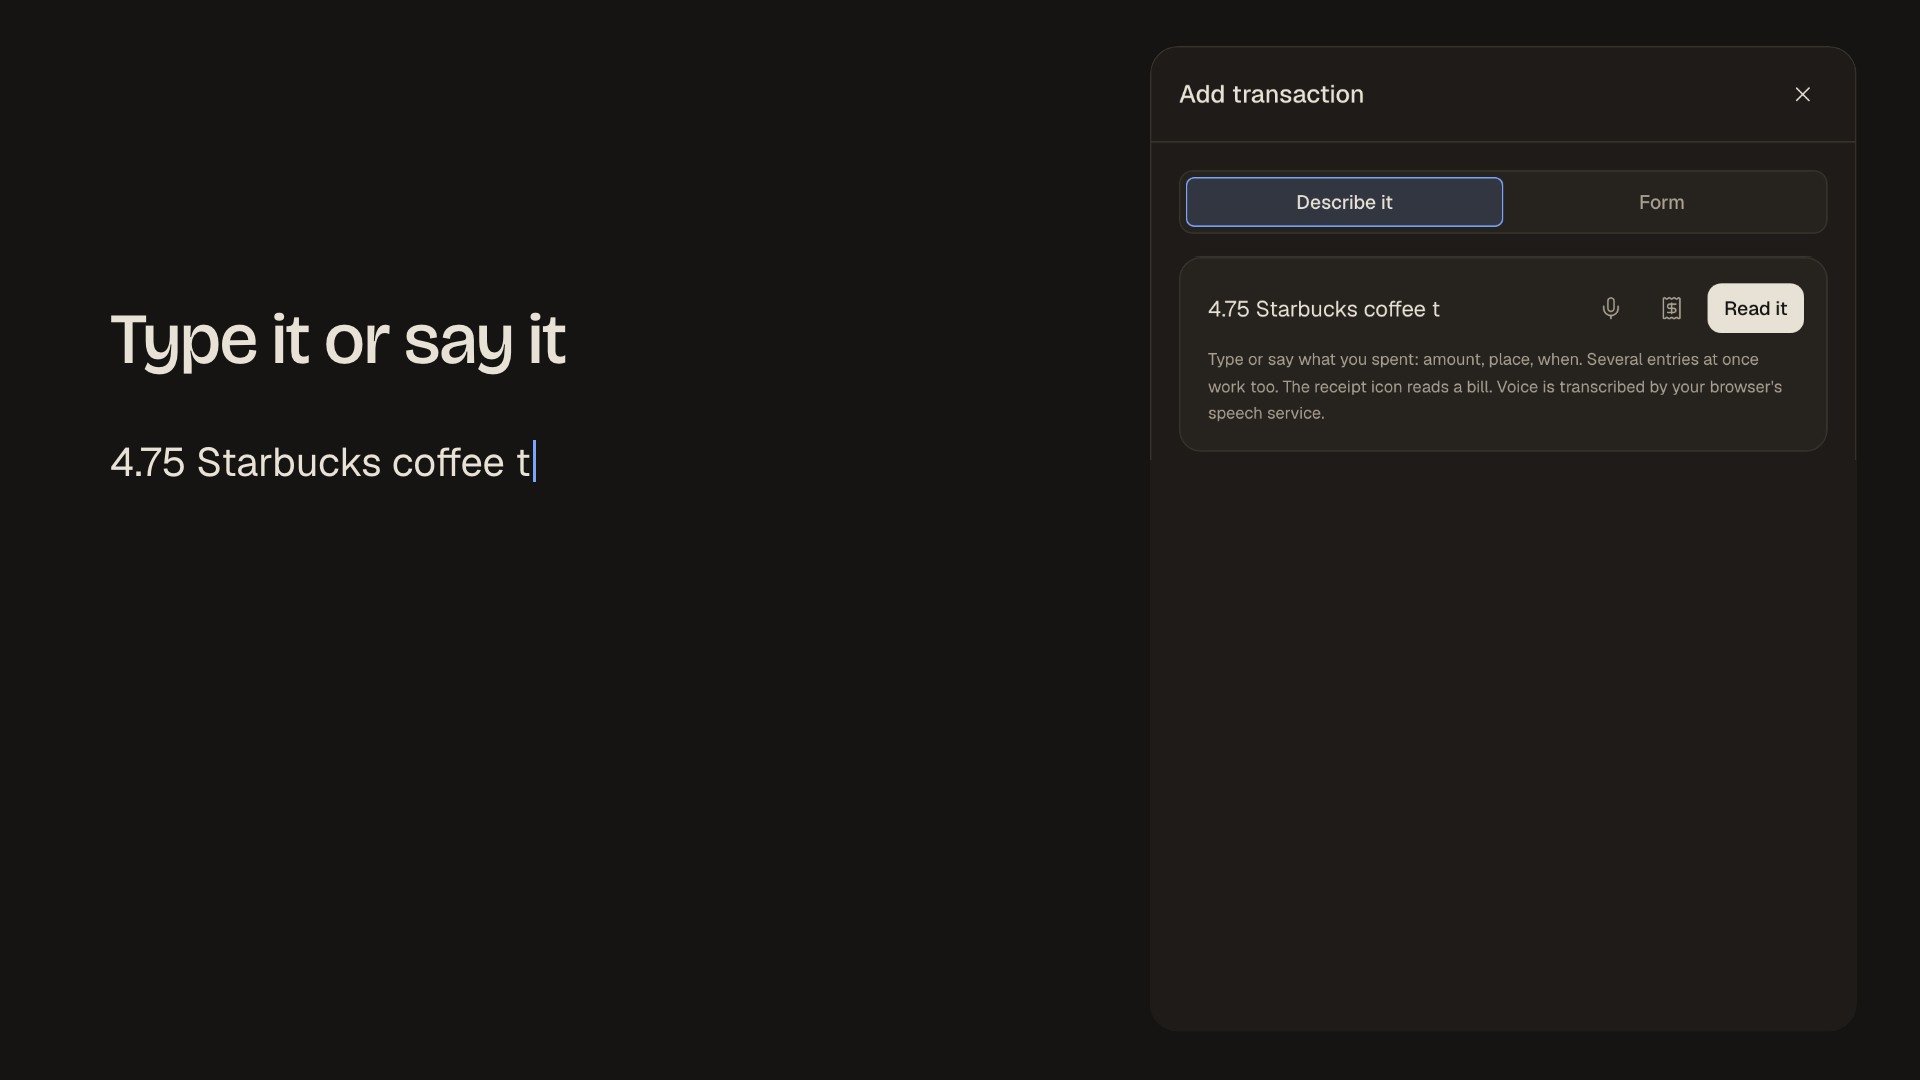 Type it or say it
4.75 Starbucks coffee t
Add transaction
Describe it
Form
4.75 Starbucks coffee t
Read it
Type or say what you spent: amount, place, when. Several entries at once
work too. The receipt icon reads a bill. Voice is transcribed by your browser's
speech service.